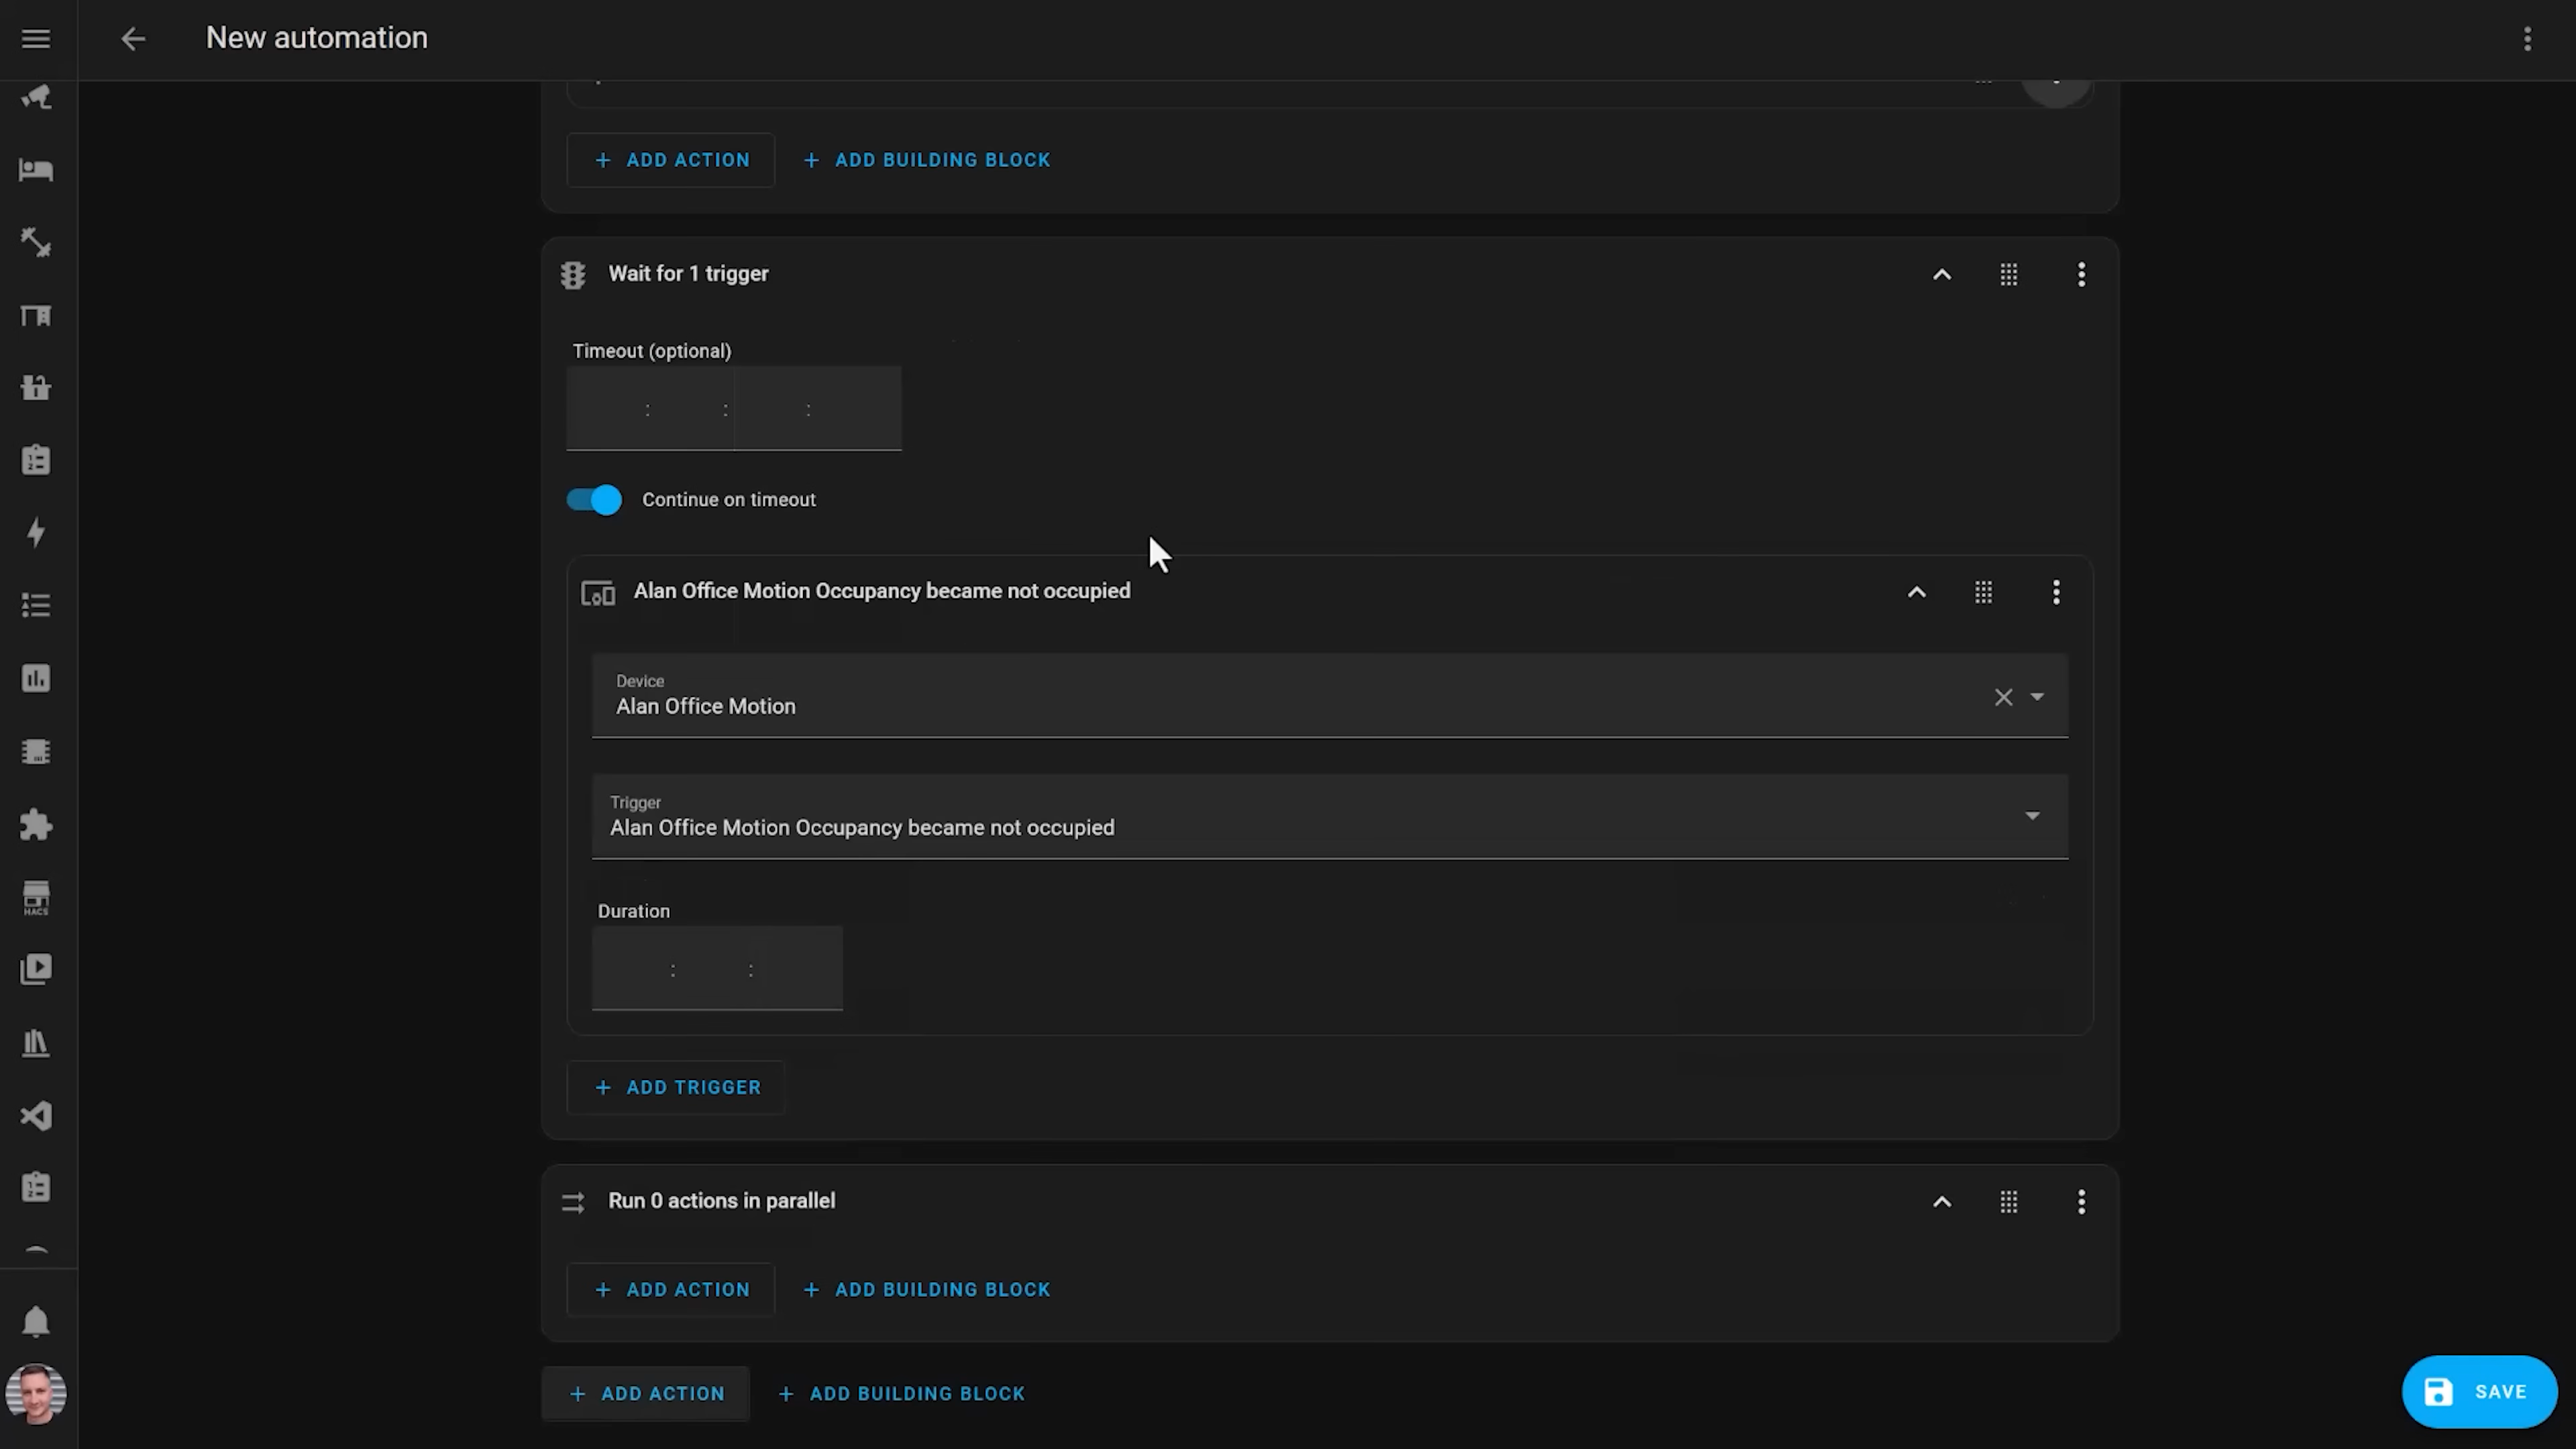 New automation
ADD ACTION
ADD BUILDING BLOCK
Wait for 1 trigger
Timeout (optional)
: : :
Continue on timeout
Alan Office Motion Occupancy became not occupied
Device
Alan Office Motion
Trigger
Alan Office Motion Occupancy became not occupied
Duration
: :
ADD TRIGGER
HACS
Run 0 actions in parallel
ADD ACTION
ADD BUILDING BLOCK
ADD ACTION
ADD BUILDING BLOCK
SAVE